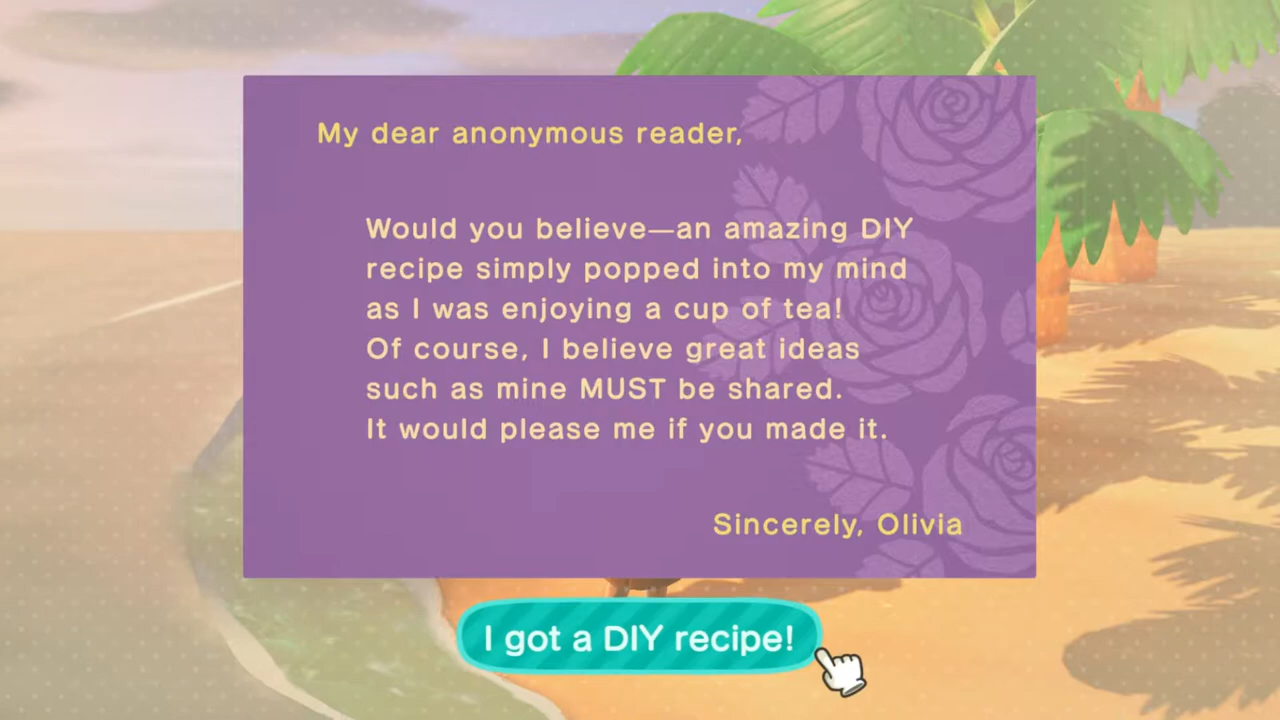 My dear anonymous reader,
Would you believe—an amazing DIY
recipe simply popped into my mind
as I was enjoying a cup of tea!
Of course, I believe great ideas
such as mine MUST be shared.
It would please me if you made it.
Sincerely, Olivia
I got a DIY recipe!